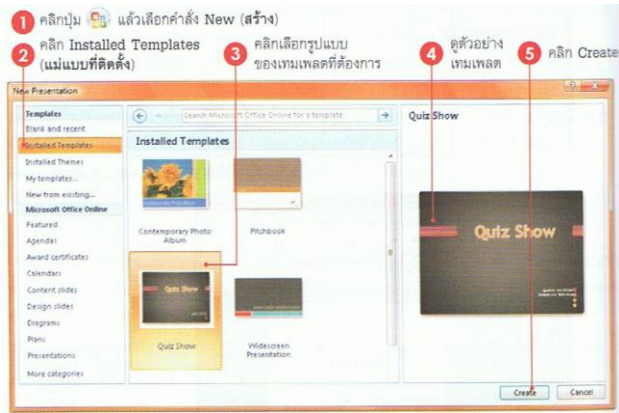 1 คลิกปุ่ม แล้วเลือกคำสั่ง New (สร้าง)
2 คลิก Installed Templates
(แม่แบบที่ติดตั้ง)
3 คลิกเลือกรูปแบบ
ของเทมเพลตที่ต้องการ
4 ดูตัวอย่าง
เทมเพลต
5 คลิก Create
New Presentation
Templates
Blank and recent
Installed Templates
Installed Themes
My templates...
New from existing...
Microsoft Office Online
Featured
Agendas
Award certificates
Calendars
Content slides
Design slides
Diagrams
Plans
Presentations
More categories
Search Microsoft Office Online for a template
Installed Templates
Contemporary Photo
Album
Pitchbook
Quiz Show
Quiz Show
Widescreen
Presentation
Quiz Show
Quiz Show
Create
Cancel